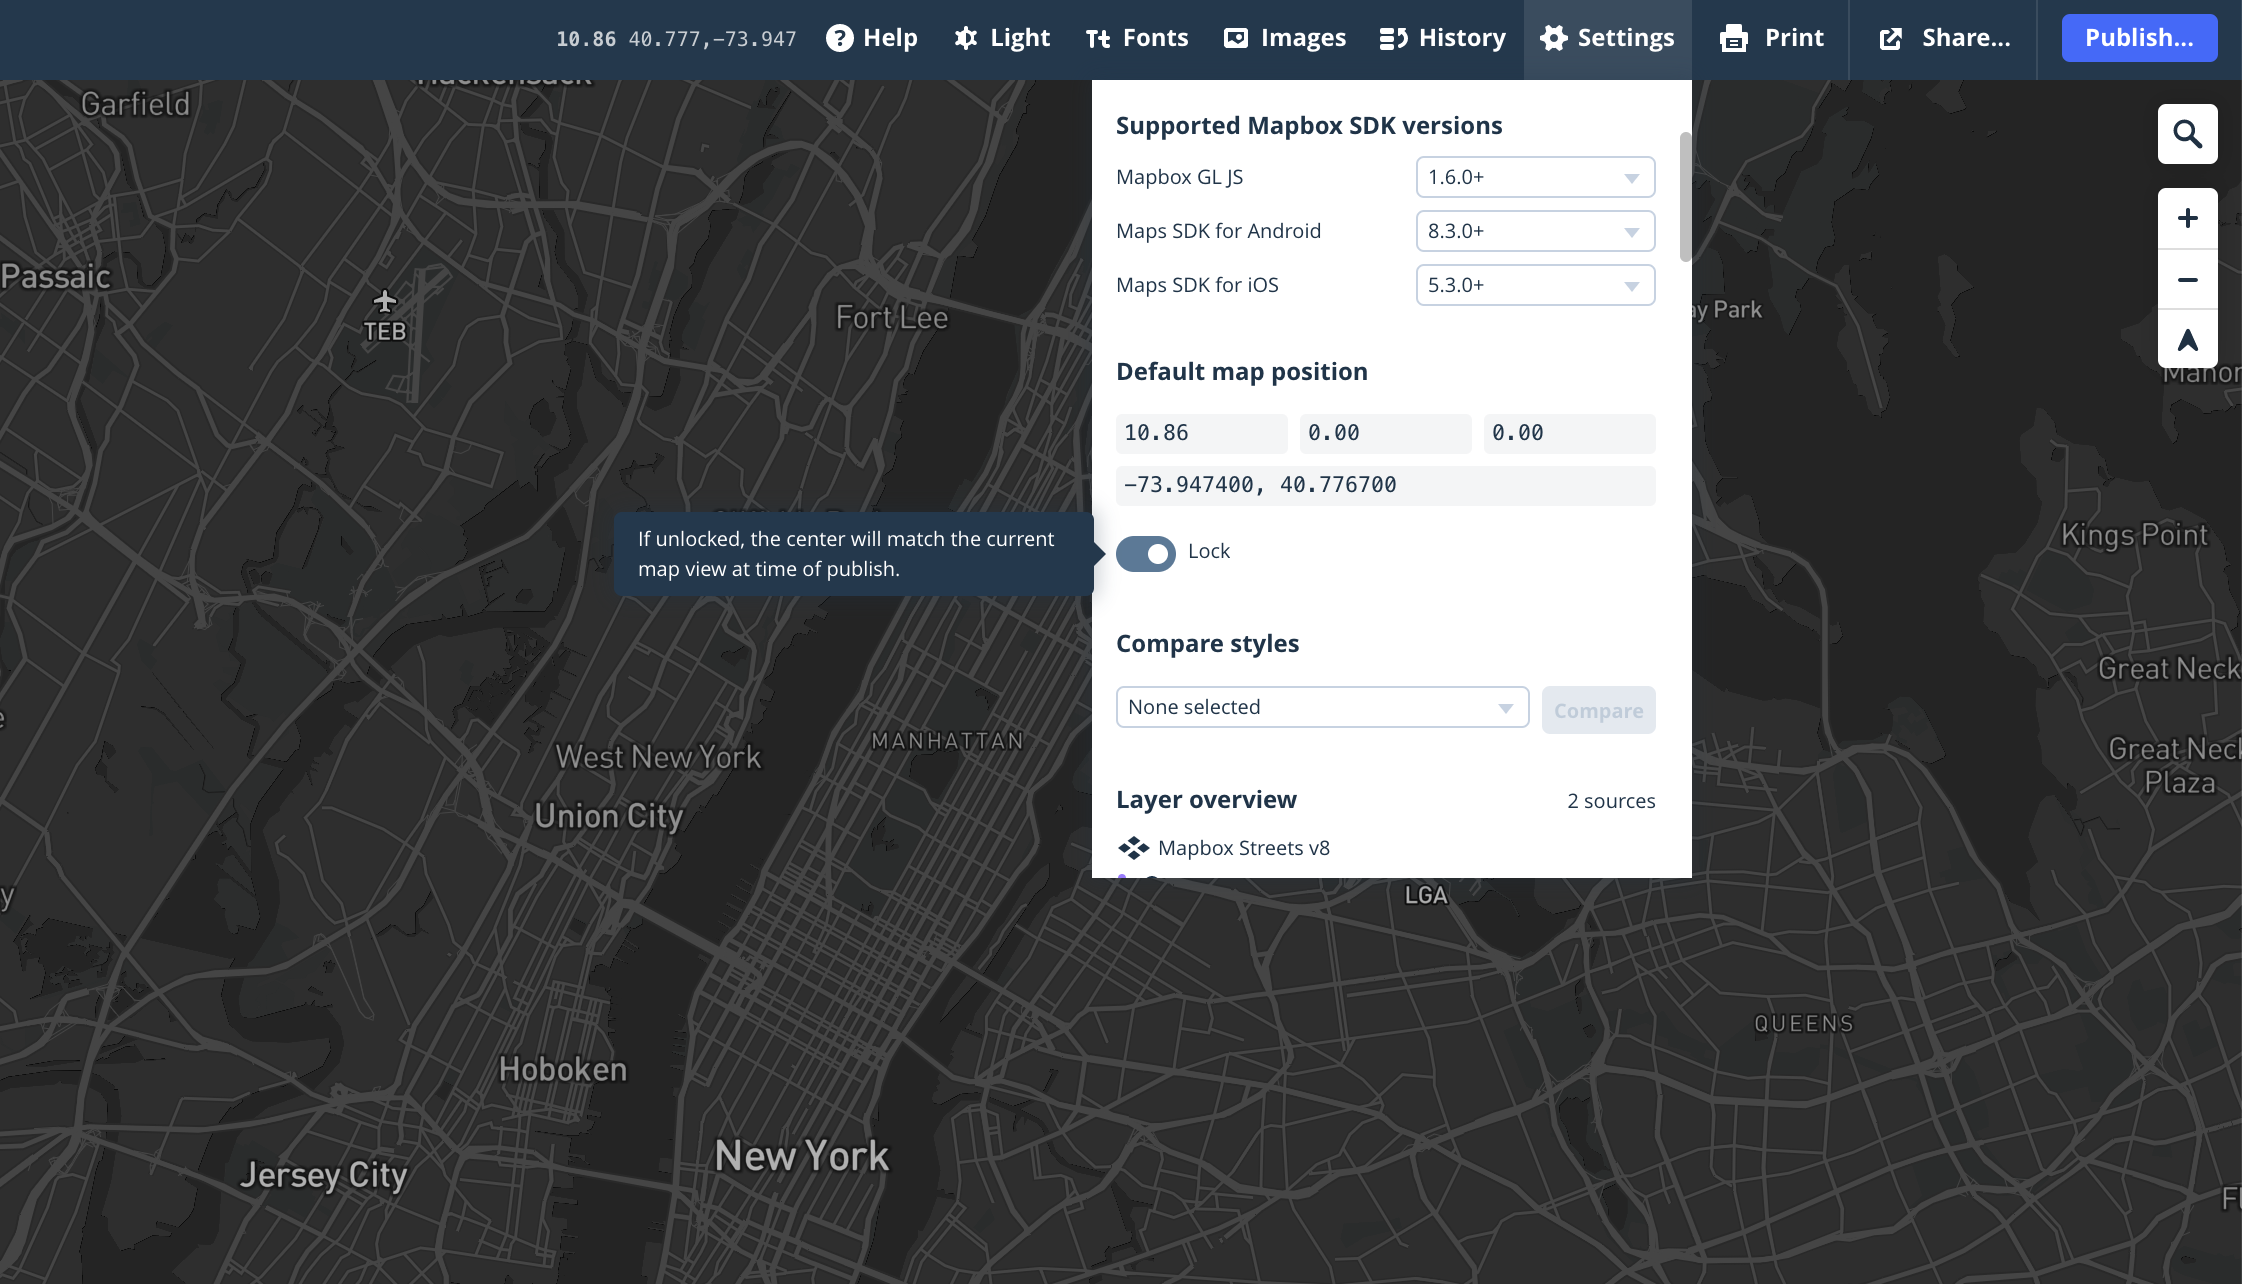 10.86 40.777,−73.947
Help
Light
Fonts
Images
History
Settings
Print
Share...
Publish...
Hackensack
Garfield
Passaic
TEB
Fort Lee
Supported Mapbox SDK versions
Mapbox GL JS
1.6.0+
Maps SDK for Android
8.3.0+
Maps SDK for iOS
5.3.0+
ay Park
Manor
Default map position
10.86
0.00
0.00
−73.947400, 40.776700
If unlocked, the center will match the current
map view at time of publish.
Lock
Kings Point
Compare styles
None selected
Compare
Great Neck
MANHATTAN
West New York
Union City
Great Neck
Plaza
Layer overview
2 sources
Mapbox Streets v8
LGA
QUEENS
Hoboken
New York
Jersey City